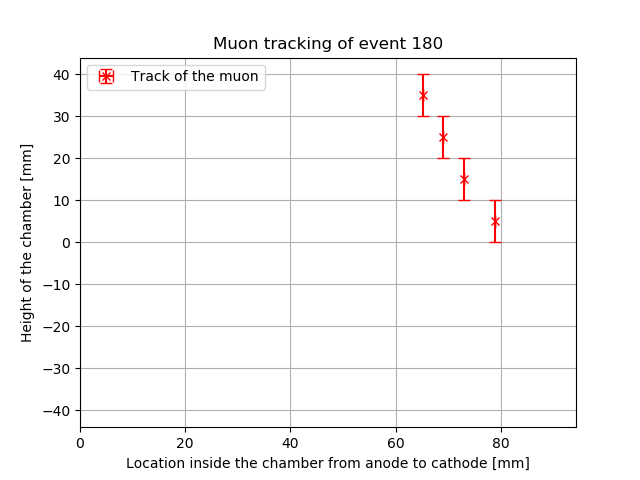 Muon tracking of event 180
Track of the muon
40
30
20
10
0
−10
−20
−30
−40
Height of the chamber [mm]
0 20 40 60 80
Location inside the chamber from anode to cathode [mm]